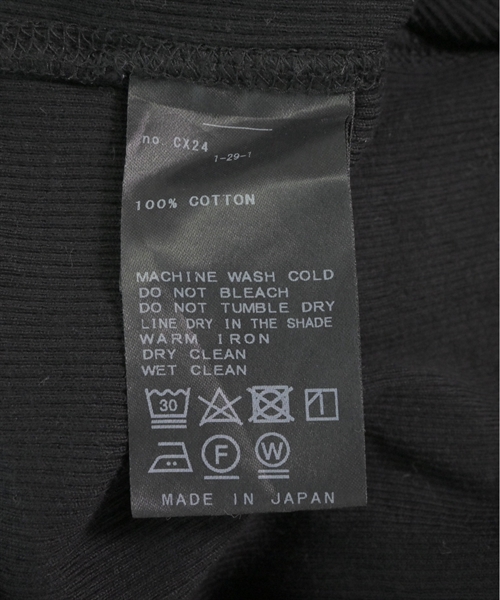 no. CX24
1-29-1
100% COTTON
MACHINE WASH COLD
DO NOT BLEACH
DO NOT TUMBLE DRY
LINE DRY IN THE SHADE
WARM IRON
DRY CLEAN
WET CLEAN
30
F W
MADE IN JAPAN